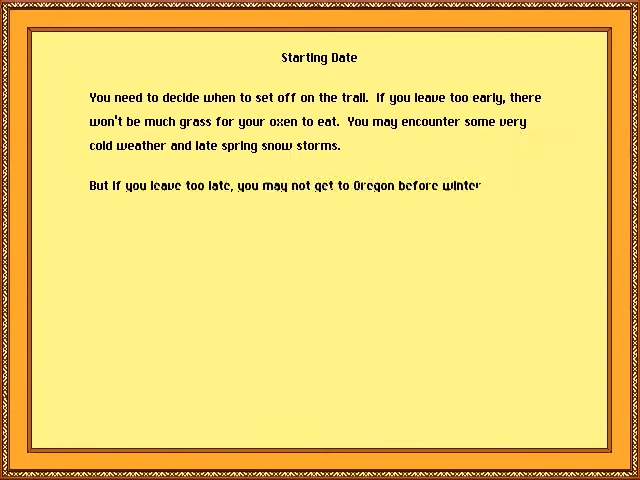 Starting Date
You need to decide when to set off on the trail. If you leave too early, there
won't be much grass for your oxen to eat. You may encounter some very
cold weather and late spring snow storms.
But if you leave too late, you may not get to Oregon before winter